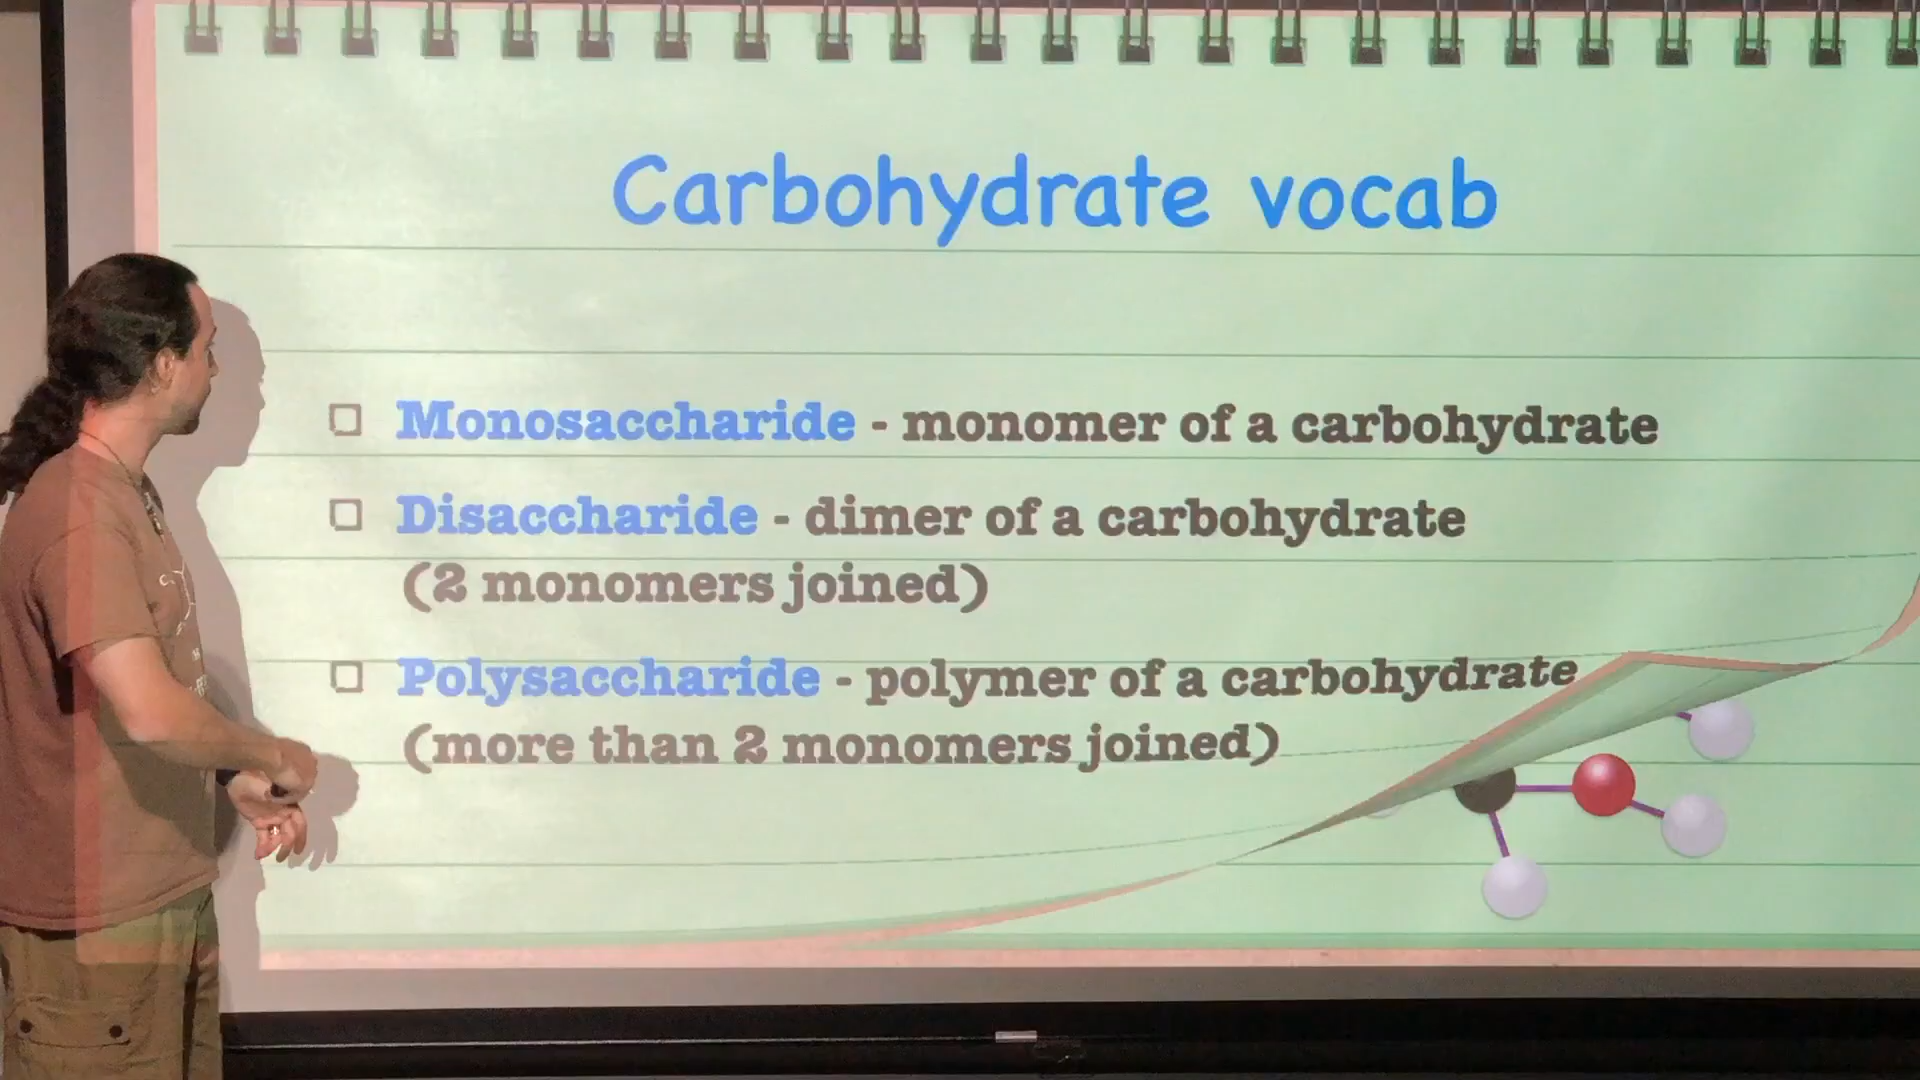 Carbohydrate vocab
Monosaccharide - monomer of a carbohydrate
Disaccharide - dimer of a carbohydrate
(2 monomers joined)
Polysaccharide - polymer of a carbohydrate
(more than 2 monomers joined)